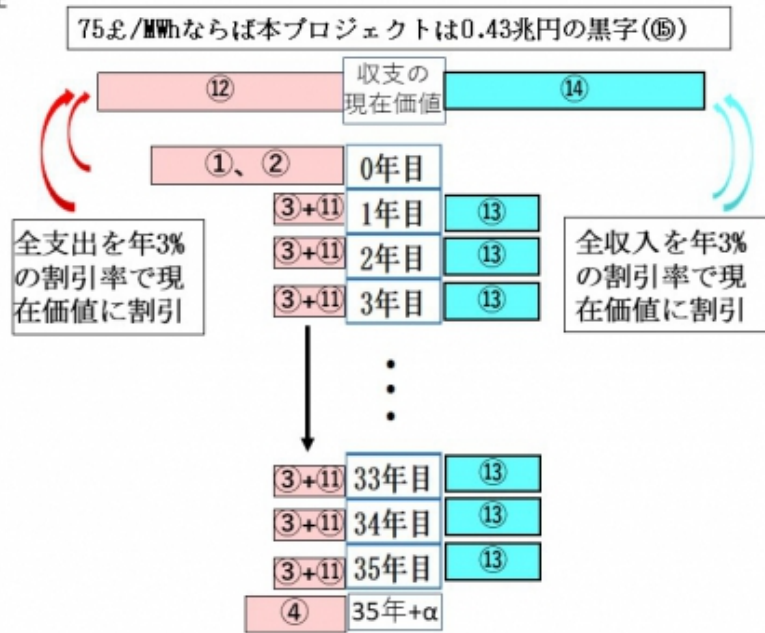 75£/MWhならば本プロジェクトは0.43兆円の黒字(⑮)
⑫
収支の
現在価値
⑭
①、②
0年目
③+⑪
1年目
⑬
③+⑪
2年目
⑬
③+⑪
3年目
⑬
全支出を年3%
の割引率で現
在価値に割引
全収入を年3%
の割引率で現
在価値に割引
③+⑪
33年目
⑬
③+⑪
34年目
⑬
③+⑪
35年目
⑬
④
35年+α